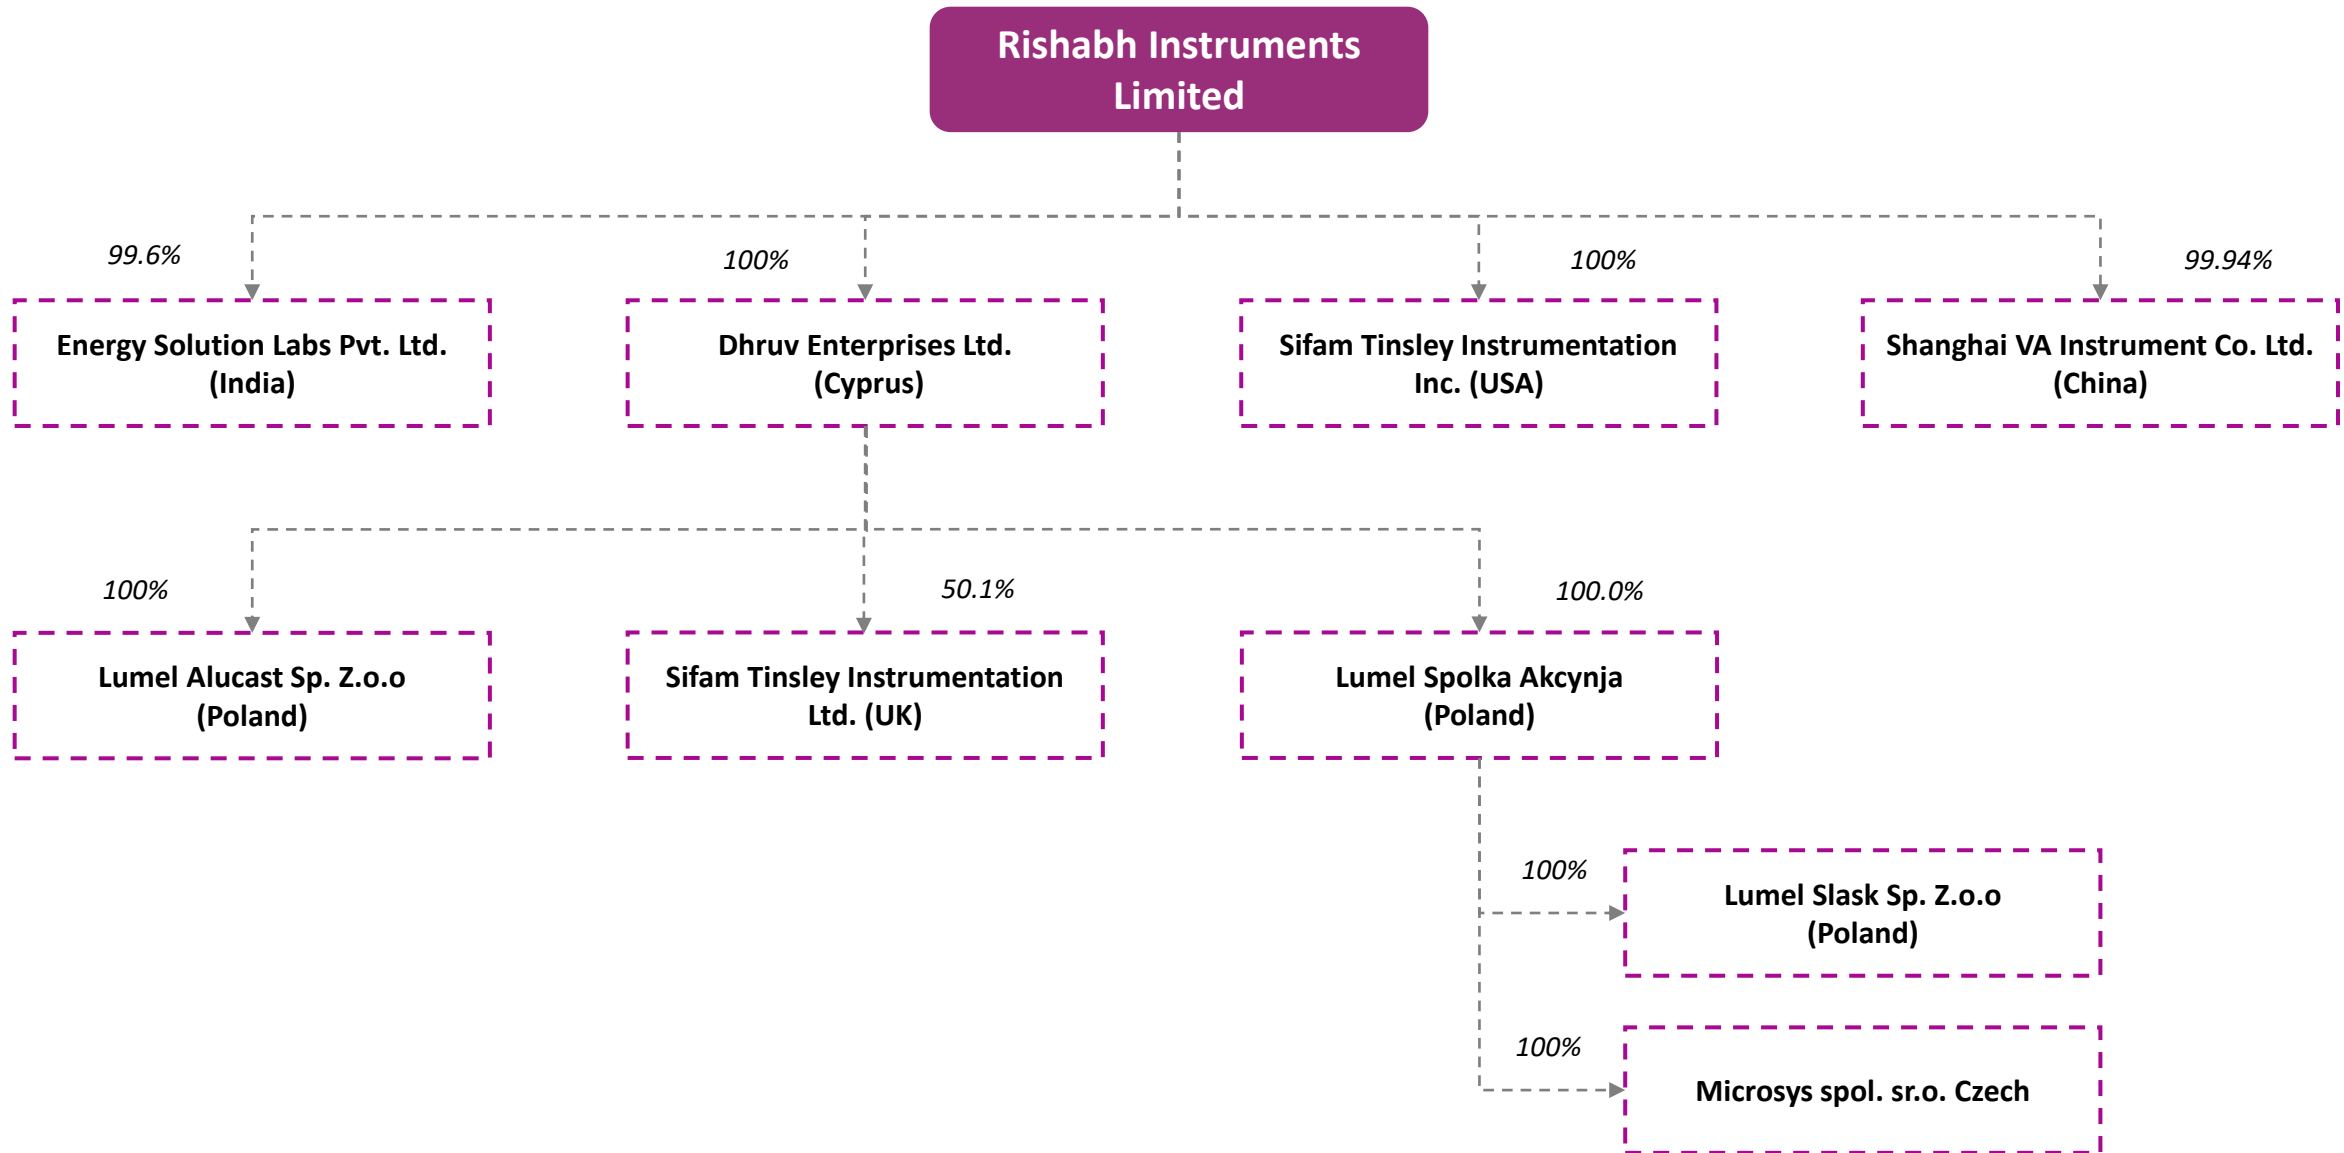 Rishabh Instruments
Limited
99.6%
100%
100%
99.94%
Energy Solution Labs Pvt. Ltd.
(India)
Dhruv Enterprises Ltd.
(Cyprus)
Sifam Tinsley Instrumentation
Inc. (USA)
Shanghai VA Instrument Co. Ltd.
(China)
100%
50.1%
100.0%
Lumel Alucast Sp. Z.o.o
(Poland)
Sifam Tinsley Instrumentation
Ltd. (UK)
Lumel Spolka Akcynja
(Poland)
100%
Lumel Slask Sp. Z.o.o
(Poland)
100%
Microsys spol. sr.o. Czech